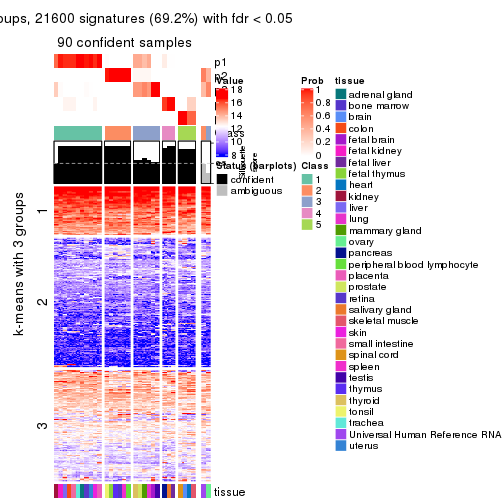 oups, 21600 signatures (69.2%) with fdr < 0.05
90 confident samples
p1
p2
Value
18
16
14
12
10
8
Prob
1
0.8
0.6
0.4
0.2
0
Class
1
2
3
4
5
Status (barplots)
confident
ambiguous
Silhouette
score
k-means with 3 groups
1
2
3
tissue
tissue
adrenal gland
bone marrow
brain
colon
fetal brain
fetal kidney
fetal liver
fetal thymus
heart
kidney
liver
lung
mammary gland
ovary
pancreas
peripheral blood lymphocyte
placenta
prostate
retina
salivary gland
skeletal muscle
skin
small intestine
spinal cord
spleen
testis
thymus
thyroid
tonsil
trachea
Universal Human Reference RNA
uterus